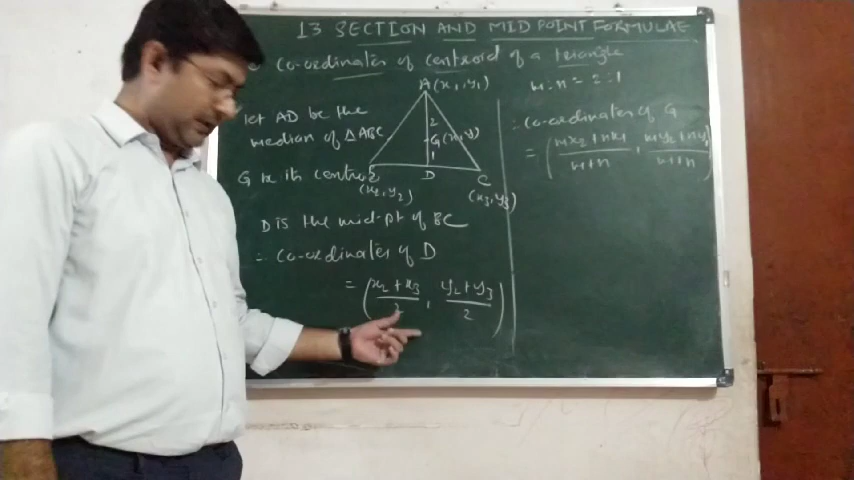 13 SECTION AND MID POINT FORMULAE
co-ordinates of centroid of a triangle
A(x₁, y₁)
let AD be the
median of △ABC
2
G(x, y)
1
G is its
D
C
(x₂, y₂)
(x₃, y₃)
D is the mid-pt of BC
∴ co-ordinates of D
= (x₂ + x₃ / 2 , y₂ + y₃ / 2)
m : n = 2 : 1
∴ co-ordinates of G
= (mx₂ + nx₁ / m+n , my₂ + ny₁ / m+n)